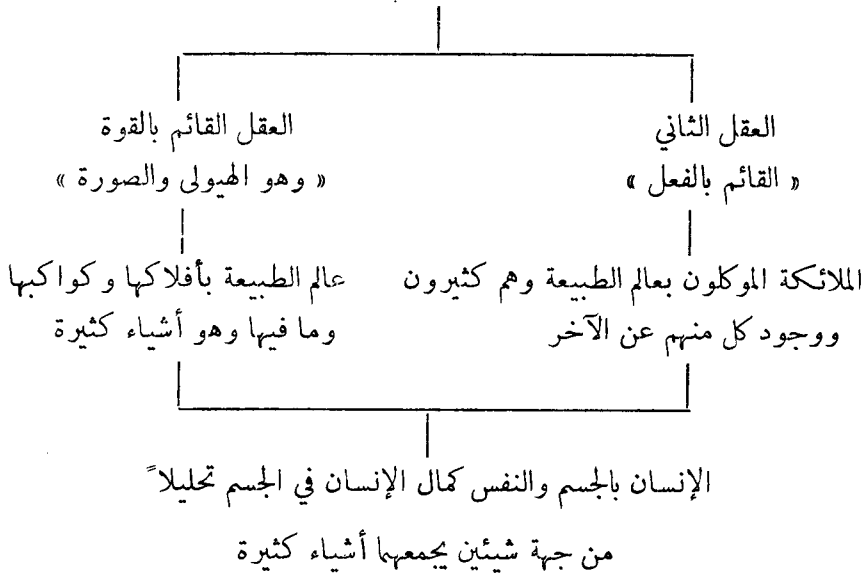 العقل الثاني
« القائم بالفعل »
العقل القائم بالقوة
« وهو الهيولى والصورة »
الملائكة الموكلون بعالم الطبيعة وهم كثيرون
ووجود كل منهم عن الآخر
عالم الطبيعة بأفلاكها وكواكبها
وما فيها وهو أشياء كثيرة
الإنسان بالجسم والنفس كمال الإنسان في الجسم تحليلاً
من جهة شيئين يجمعهما أشياء كثيرة